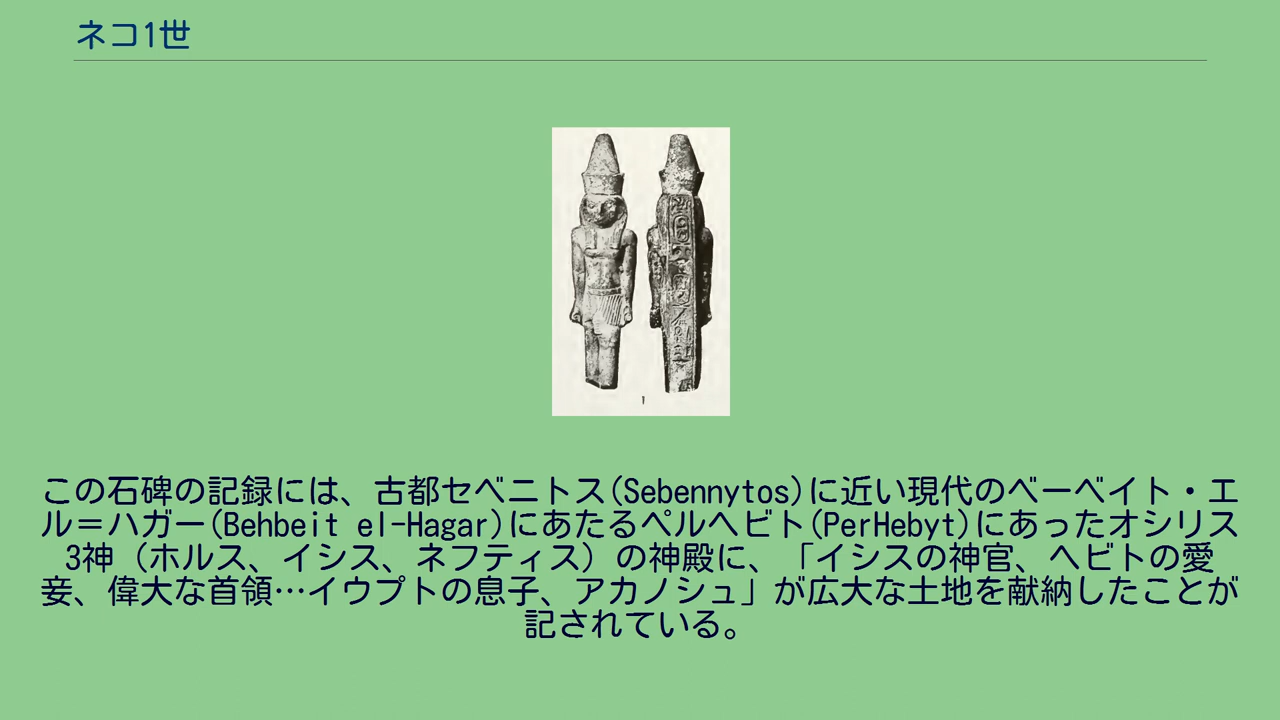 ネコ1世
この石碑の記録には、古都セベニトス(Sebennytos)に近い現代のベーベイト・エ
ル＝ハガー(Behbeit el-Hagar)にあたるペルヘビト(PerHebyt)にあったオシリス
3神（ホルス、イシス、ネフティス）の神殿に、「イシスの神官、ヘビトの愛
妾、偉大な首領…イウプトの息子、アカノシュ」が広大な土地を献納したことが
記されている。